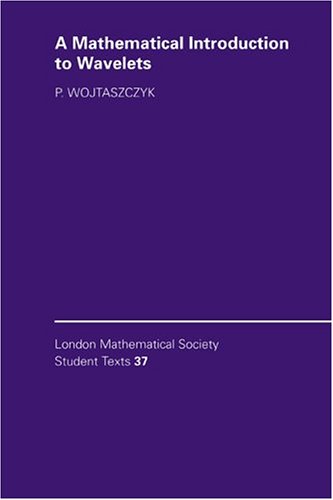 A Mathematical Introduction
to Wavelets
P. WOJTASZCZYK
London Mathematical Society
Student Texts 37